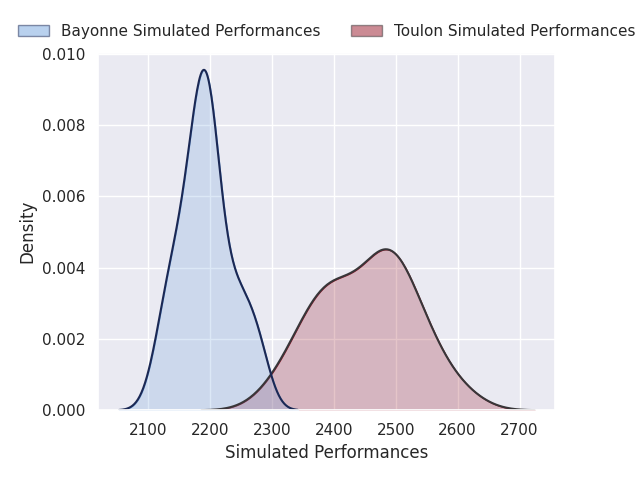 Bayonne Simulated Performances Toulon Simulated Performances
0.010
0.008
0.006
0.004
0.002
0.000
Density
2100 2200 2300 2400 2500 2600 2700
Simulated Performances